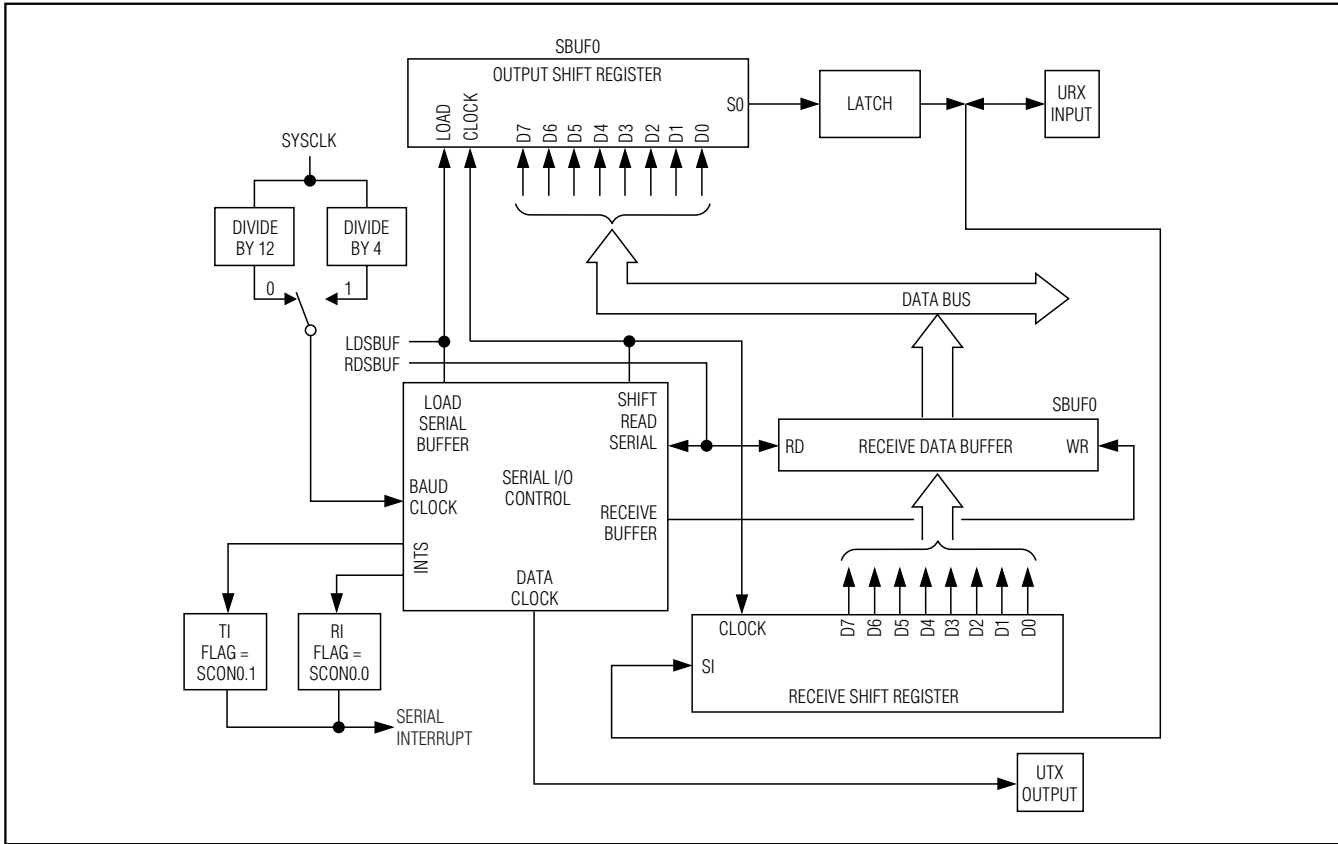 SBUF0
OUTPUT SHIFT REGISTER
LOAD
CLOCK
D7
D6
D5
D4
D3
D2
D1
D0
S0
LATCH
URX
INPUT
SYSCLK
DIVIDE
BY 12
DIVIDE
BY 4
0
1
DATA BUS
LDSBUF
RDSBUF
LOAD
SERIAL
BUFFER
SHIFT
READ
SERIAL
BAUD
CLOCK
SERIAL I/O
CONTROL
RECEIVE
BUFFER
INTS
DATA
CLOCK
SBUF0
RD
RECEIVE DATA BUFFER
WR
TI
FLAG =
SCON0.1
RI
FLAG =
SCON0.0
SERIAL
INTERRUPT
CLOCK
D7
D6
D5
D4
D3
D2
D1
D0
SI
RECEIVE SHIFT REGISTER
UTX
OUTPUT